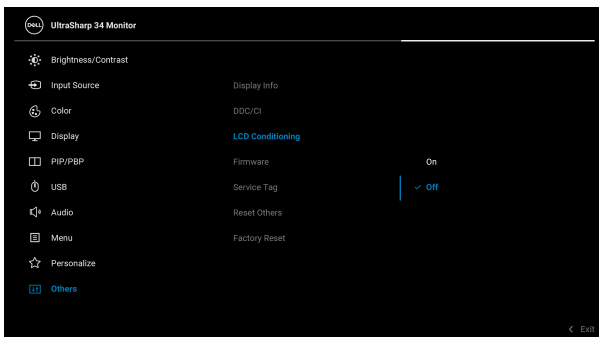 DELL UltraSharp 34 Monitor
Brightness/Contrast
Input Source
Display Info
Color
DDC/CI
Display
LCD Conditioning
PIP/PBP
Firmware
On
USB
Service Tag
Off
Audio
Reset Others
Menu
Factory Reset
Personalize
Others
Exit